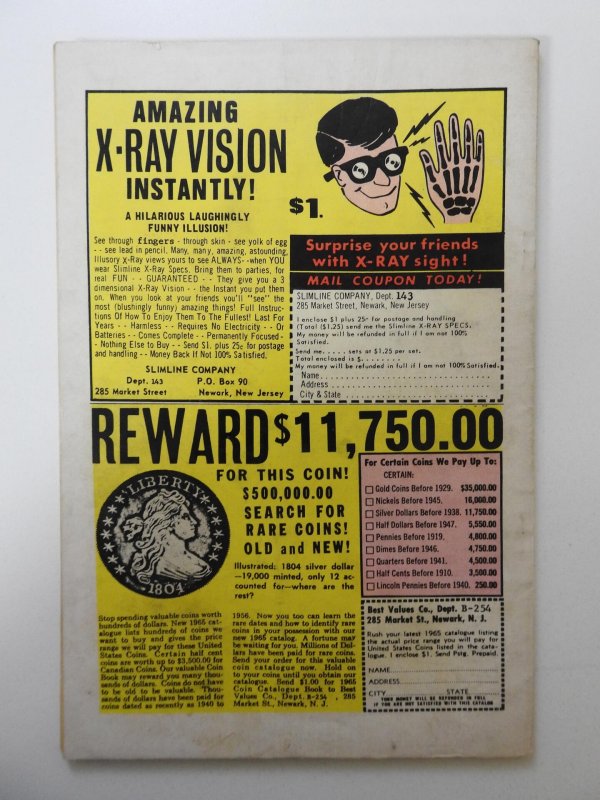 AMAZING
X-RAY VISION
INSTANTLY!
A HILARIOUS LAUGHINGLY
FUNNY ILLUSION!
See through fingers - through skin - see yolk of egg
-- see lead in pencil. Many, many, amazing, astounding,
Illusory X-Ray views yours to see ALWAYS--when YOU
wear Slimline X-Ray Specs. Bring them to parties, for
real FUN -- GUARANTEED -- They give you a 3
dimensional X-Ray Vision -- the Instant you put them
on. When you look at your friends you'll "see" the
most (blushingly funny) amazing things! Full Instruc-
tions Of How To Enjoy Them To The Fullest! Last For
Years -- Harmless -- Requires No Electricity -- Or
Batteries -- Comes Complete -- Permanently Focused -
- Nothing Else to Buy -- Send $1. plus 25¢ for postage
and handling -- Money Back If Not 100% Satisfied.
SLIMLINE COMPANY
Dept. 143 P.O. Box 90
285 Market Street Newark, New Jersey
$1.
Surprise your friends
with X-RAY sight!
MAIL COUPON TODAY!
SLIMLINE COMPANY, Dept. 143
285 Market Street, Newark, New Jersey
I enclose $1 plus 25¢ for postage and handling
(Total ($1.25) send me the Slimline X-RAY SPECS.
My money will be refunded in full if I am not 100%
Satisfied.
Send me..... sets at $1.25 per set.
Total enclosed is $.........
My money will be refunded in full if I am not 100% Satisfied.
Name
Address
City & State
REWARD $11,750.00
LIBERTY
1804
FOR THIS COIN!
$500,000.00
SEARCH FOR
RARE COINS!
OLD and NEW!
Illustrated: 1804 silver dollar
—19,000 minted, only 12 ac-
counted for—where are the
rest?
Stop spending valuable coins worth
hundreds of dollars. New 1965 cat-
alogue lists hundreds of coins we
want to buy and gives the price
range we will pay for these United
States Coins. Certain half cent
coins are worth up to $3,500.00 for
Canadian Coins. Our valuable Coin
Book may reward you many thou-
sands of dollars. Coins do not have
to be old to be valuable. Thou-
sands of dollars have been paid for
coins dated as recently as 1940 to
1956. Now you too can learn the
rare dates and how to identify rare
coins in your possession with our
new 1965 catalog. A fortune may
be waiting for you. Millions of Dol-
lars have been paid for rare coins.
Send your order for this valuable
coin catalogue now. Hold on
to your coins until you obtain our
catalogue. Send $1.00 for 1965
Coin Catalogue Book to Best
Values Co., Dept. B-254, 285
Market St., Newark, N. J.
For Certain Coins We Pay Up To:
CERTAIN:
Gold Coins Before 1929. $35,000.00
Nickels Before 1945. 16,000.00
Silver Dollars Before 1938. 11,750.00
Half Dollars Before 1947. 5,550.00
Pennies Before 1919. 4,800.00
Dimes Before 1946. 4,750.00
Quarters Before 1941. 4,500.00
Half Cents Before 1910. 3,500.00
Lincoln Pennies Before 1940. 250.00
Best Values Co., Dept. B-254
285 Market St., Newark, N. J.
Rush your latest 1965 catalogue listing
the actual price range you will pay for
United States Coins listed in the cata-
logue. I enclose $1. Send Pstg. Prepaid.
NAME
ADDRESS
CITY STATE
YOUR MONEY WILL BE REFUNDED IN FULL
IF YOU ARE NOT SATISFIED WITH THIS CATALOG